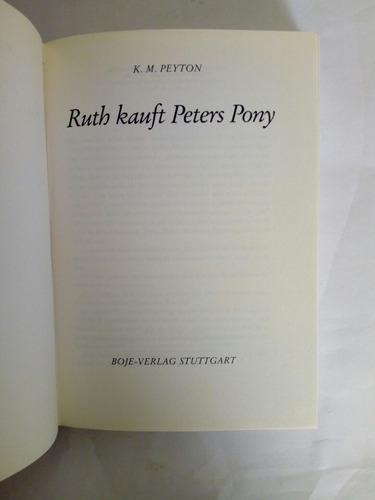 K. M. PEYTON
Ruth kauft Peters Pony
BOJE-VERLAG STUTTGART